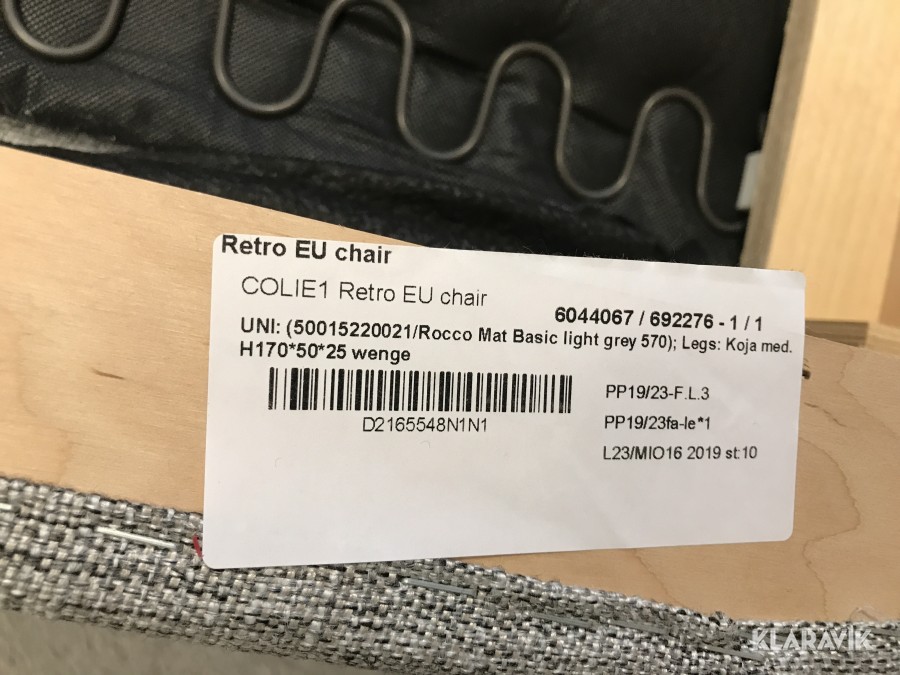 Retro EU chair
COLIE1 Retro EU chair
6044067 / 692276 - 1 / 1
UNI: (50015220021/Rocco Mat Basic light grey 570); Legs: Koja med.
H170*50*25 wenge
D2165548N1N1
PP19/23-F.L.3
PP19/23fa-le*1
L23/MIO16 2019 st:10
KLARAVIK